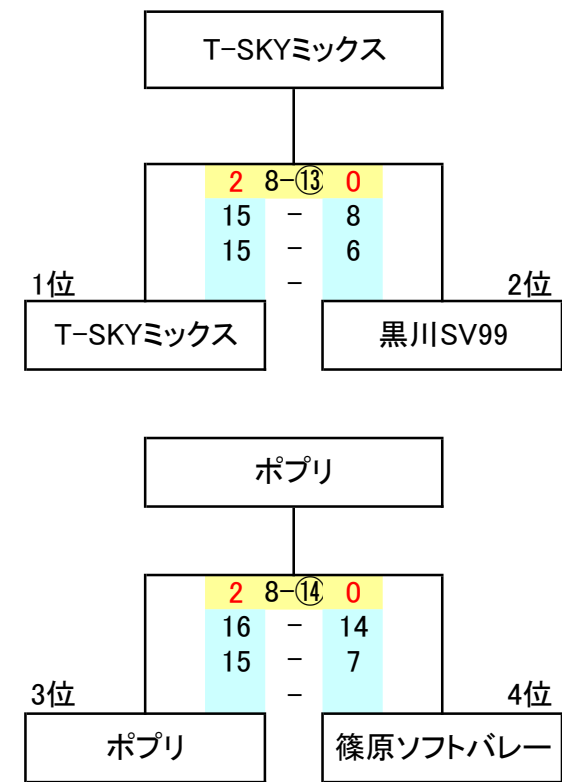 T-SKYミックス
2 8-⑬ 0
15 - 8
15 - 6
-
1位 2位
T-SKYミックス 黒川SV99
ポプリ
2 8-⑭ 0
16 - 14
15 - 7
-
3位 4位
ポプリ 篠原ソフトバレー